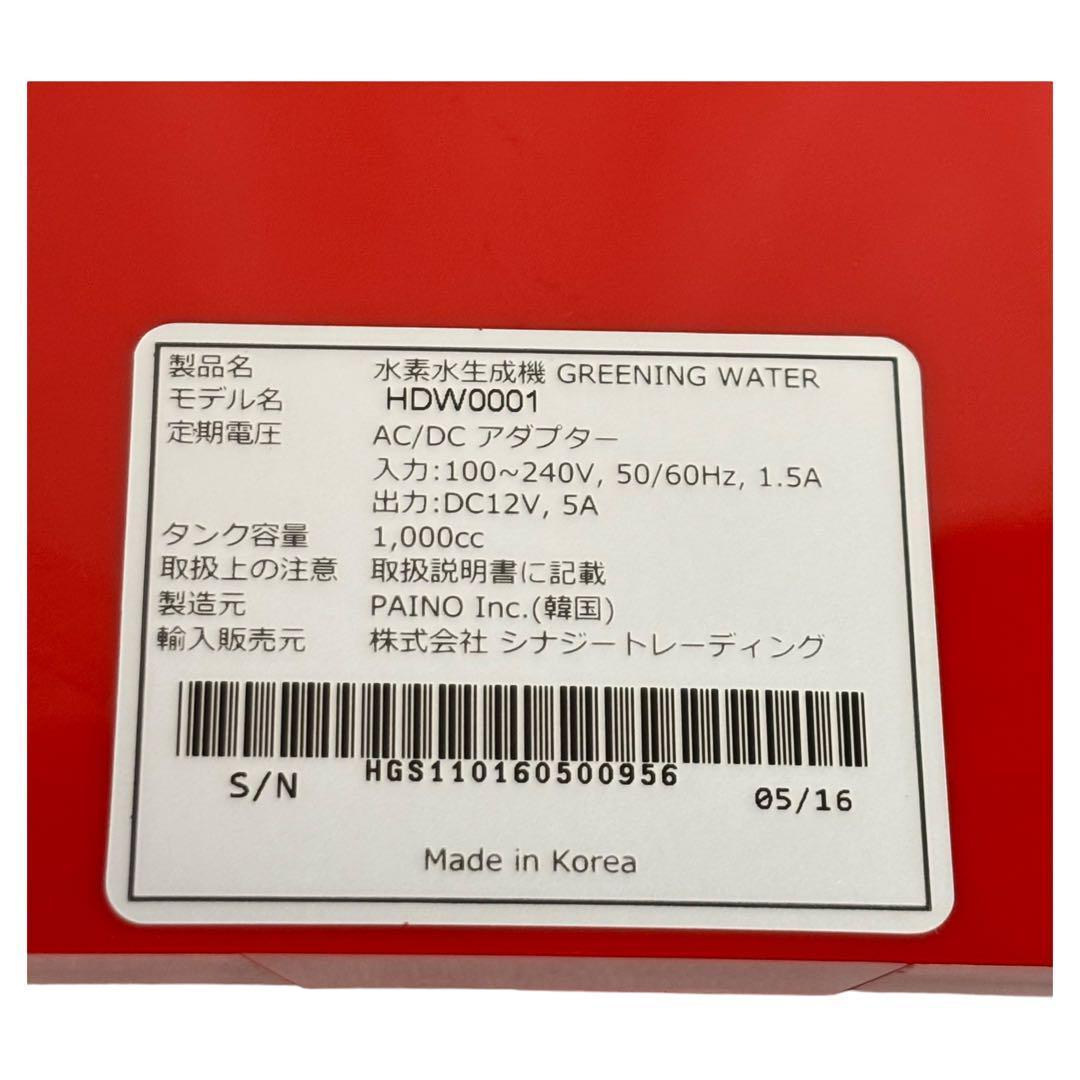 製品名 水素水生成機 GREENING WATER
モデル名 HDW0001
定期電圧 AC/DC アダプター
入力:100~240V, 50/60Hz, 1.5A
出力:DC12V, 5A
タンク容量 1,000cc
取扱上の注意 取扱説明書に記載
製造元 PAINO Inc.(韓国)
輸入販売元 株式会社 シナジートレーディング
S/N HGS110160500956 05/16
Made in Korea